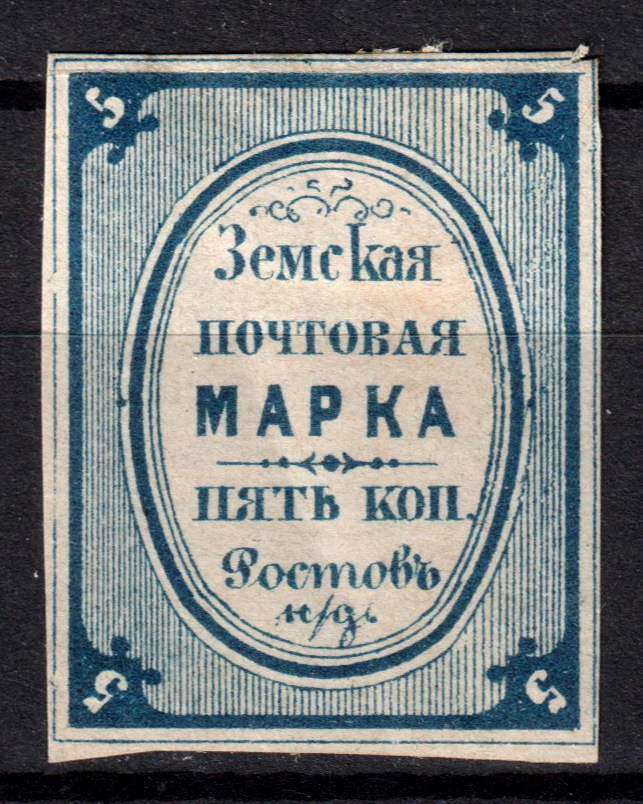 5 5
Земская
ПОЧТОВАЯ
МАРКА
ПЯТЬ КОП.
Ростовъ
н/д.
5 5